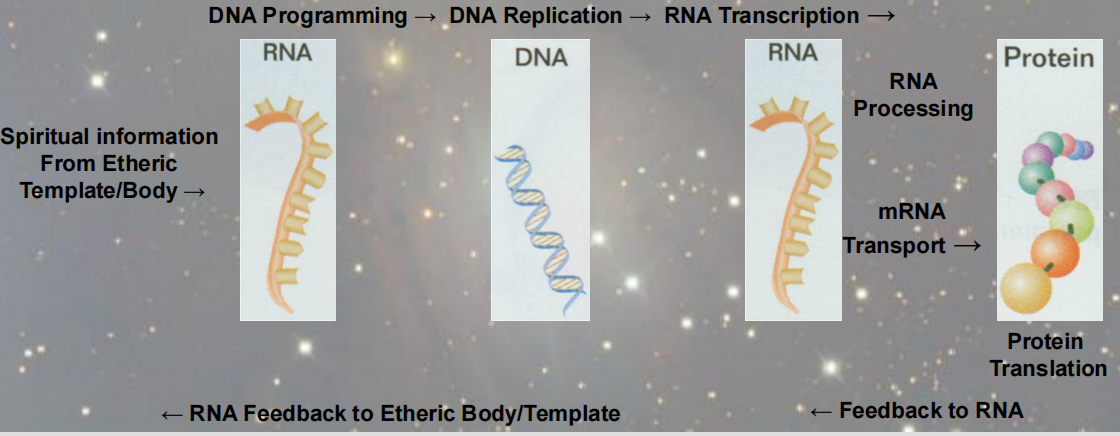 DNA Programming → DNA Replication → RNA Transcription →
RNA
DNA
RNA
Protein
Spiritual information
From Etheric
Template/Body →
RNA
Processing
mRNA
Transport →
Protein
Translation
← RNA Feedback to Etheric Body/Template
← Feedback to RNA